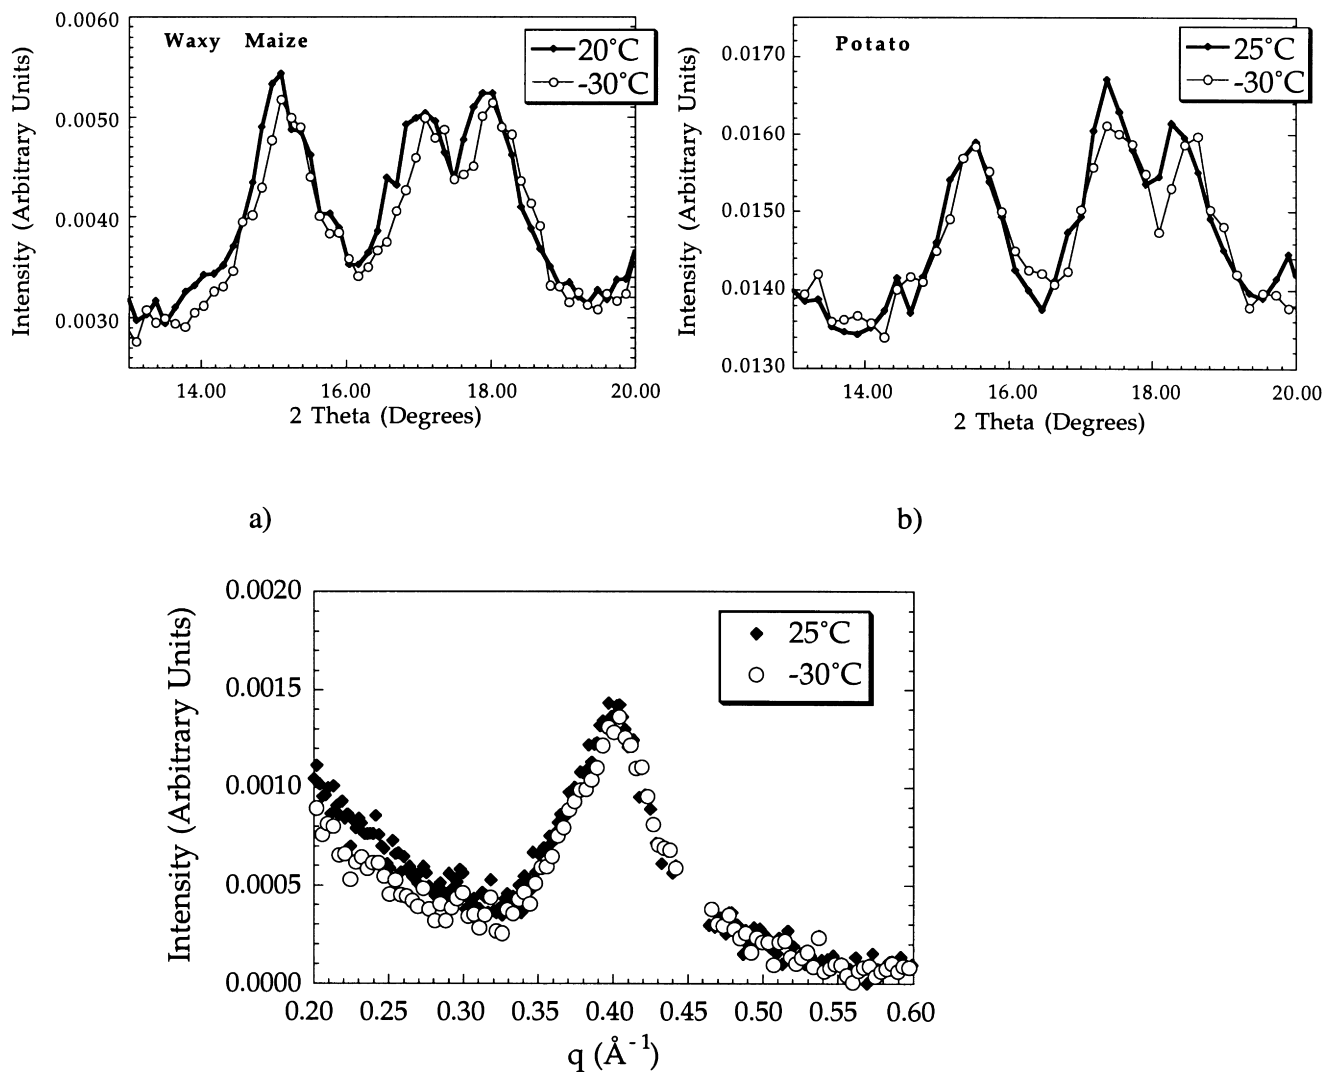 Waxy Maize
20°C
-30°C
Intensity (Arbitrary Units)
0.0060
0.0050
0.0040
0.0030
14.00 16.00 18.00 20.00
2 Theta (Degrees)
a)
Potato
25°C
-30°C
Intensity (Arbitrary Units)
0.0170
0.0160
0.0150
0.0140
0.0130
14.00 16.00 18.00 20.00
2 Theta (Degrees)
b)
25°C
-30°C
Intensity (Arbitrary Units)
0.0020
0.0015
0.0010
0.0005
0.0000
0.20 0.25 0.30 0.35 0.40 0.45 0.50 0.55 0.60
q (Å⁻¹)